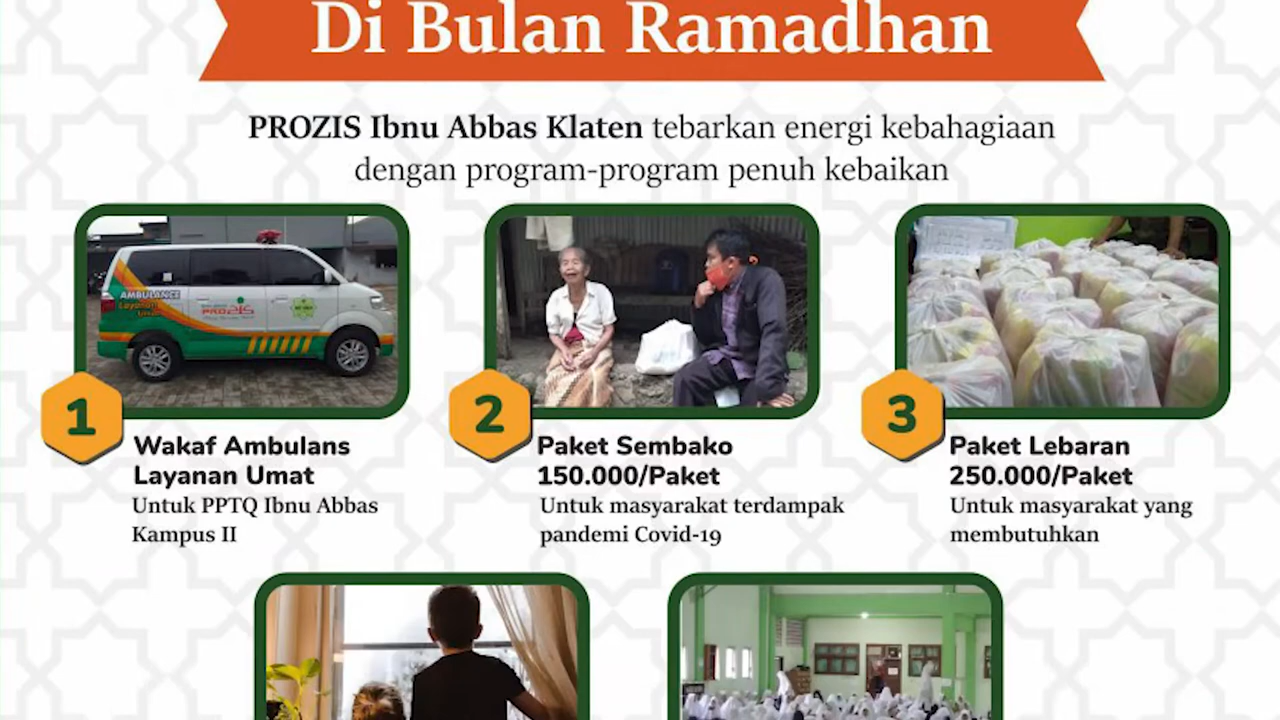 Di Bulan Ramadhan
PROZIS Ibnu Abbas Klaten tebarkan energi kebahagiaan
dengan program-program penuh kebaikan
AMBULANCE
Layanan
Umat
PROZIS
1
2
3
Wakaf Ambulans
Layanan Umat
Untuk PPTQ Ibnu Abbas
Kampus II
Paket Sembako
150.000/Paket
Untuk masyarakat terdampak
pandemi Covid-19
Paket Lebaran
250.000/Paket
Untuk masyarakat yang
membutuhkan